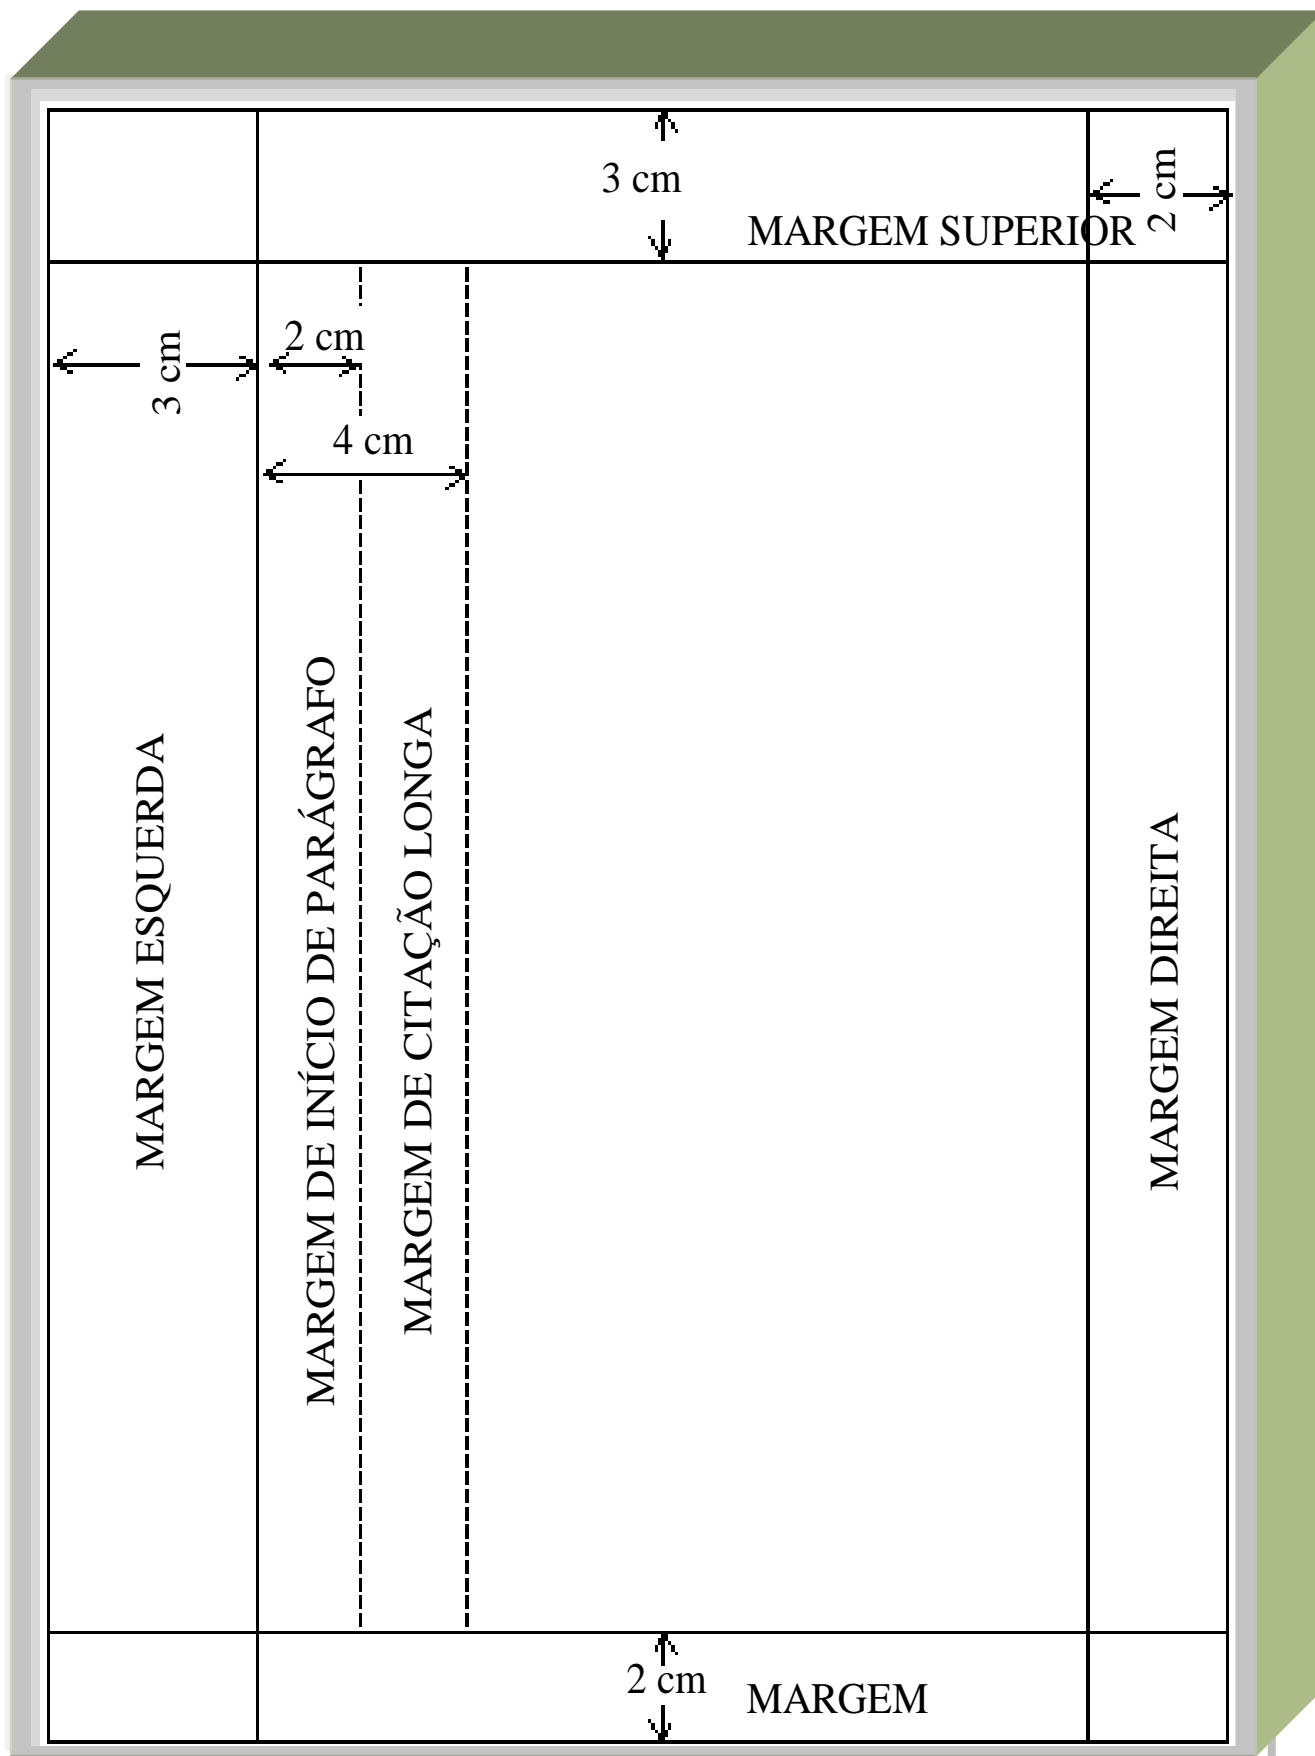 3 cm
2 cm
MARGEM SUPERIOR
2 cm
3 cm
4 cm
MARGEM ESQUERDA
MARGEM DE INÍCIO DE PARÁGRAFO
MARGEM DE CITAÇÃO LONGA
MARGEM DIREITA
2 cm
MARGEM